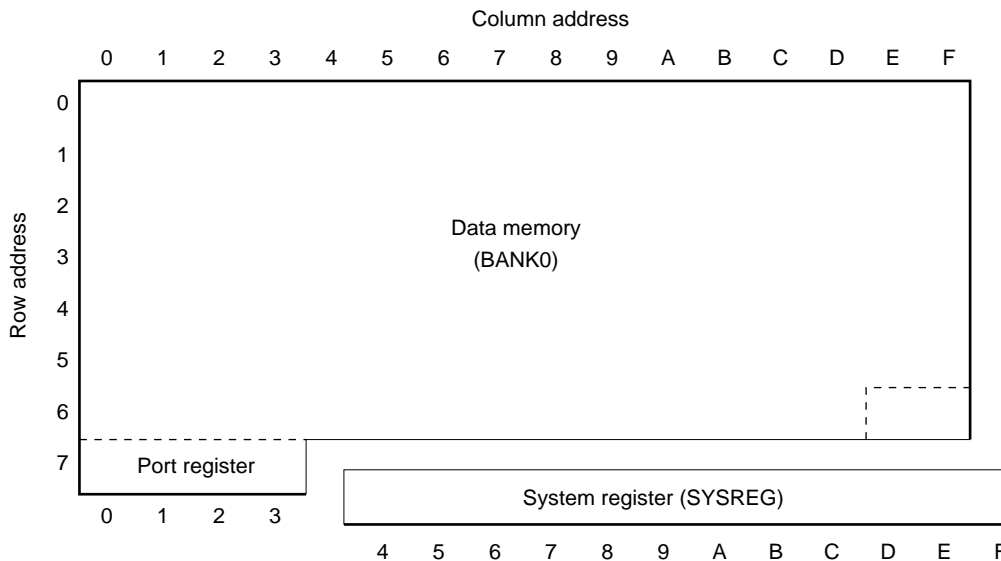 Column address
0 1 2 3 4 5 6 7 8 9 A B C D E F
Row address
0
1
2
3
4
5
6
7
Data memory
(BANK0)
Port register
System register (SYSREG)
0 1 2 3
4 5 6 7 8 9 A B C D E F